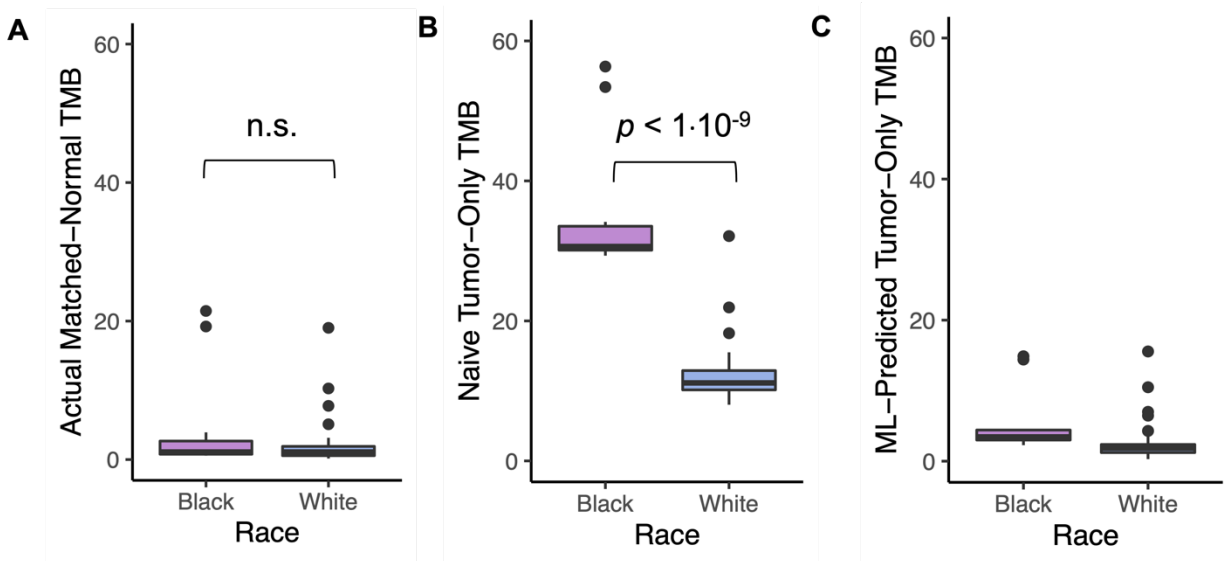 A
Actual Matched-Normal TMB
60
40
20
0
n.s.
Black
White
Race
B
Naive Tumor-Only TMB
60
40
20
0
p < 1·10⁻⁹
Black
White
Race
C
ML-Predicted Tumor-Only TMB
60
40
20
0
Black
White
Race